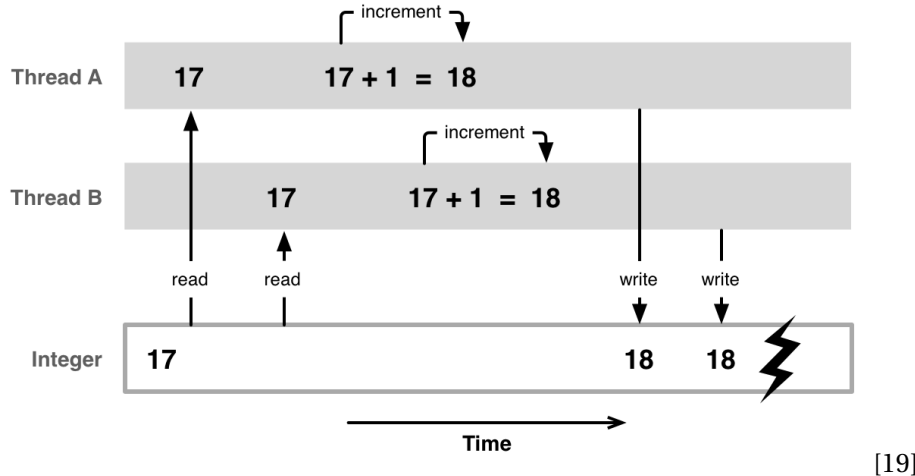 increment
Thread A 17 17 + 1 = 18
increment
Thread B 17 17 + 1 = 18
read read write write
Integer 17 18 18
Time
[19]